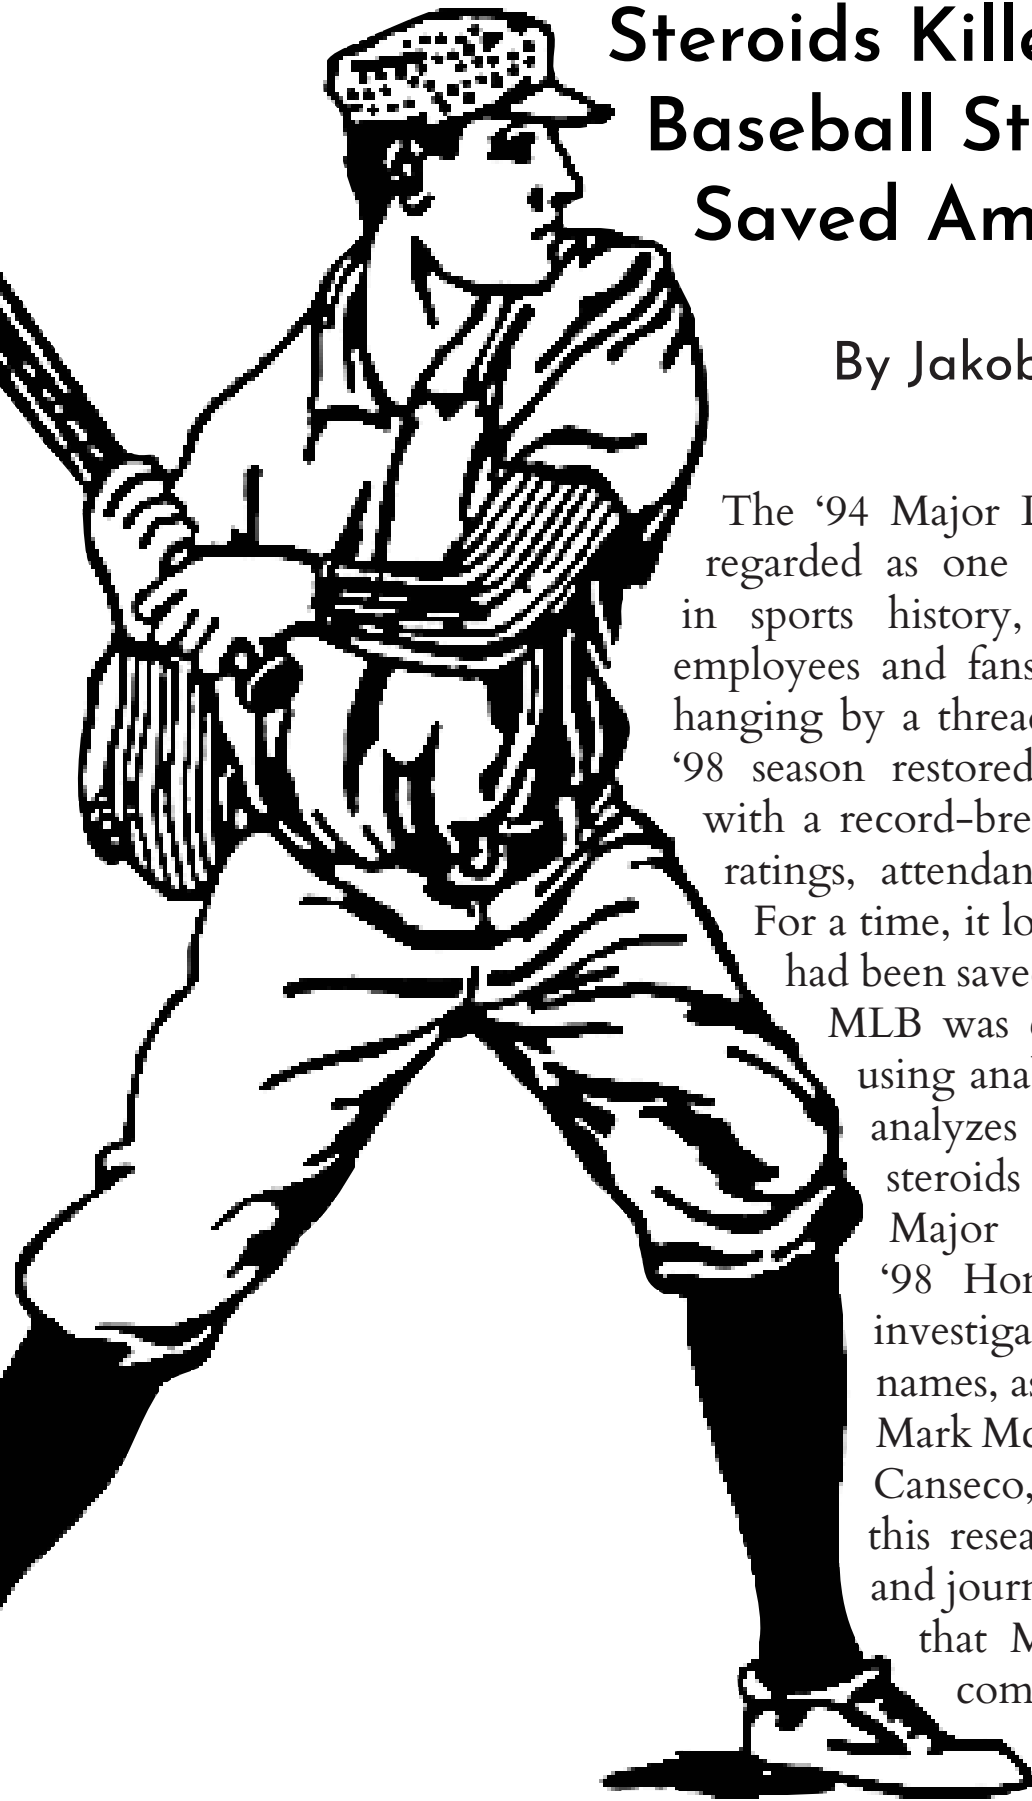 Steroids Kille
Baseball St
Saved Am
By Jakob
The ‘94 Major L
regarded as one
in sports history,
employees and fans
hanging by a threa
‘98 season restored
with a record-bre
ratings, attendan
For a time, it lo
had been save
MLB was
using ana
analyzes
steroids
Major
‘98 Hor
investiga
names, as
Mark Mc
Canseco,
this resea
and journ
that M
com